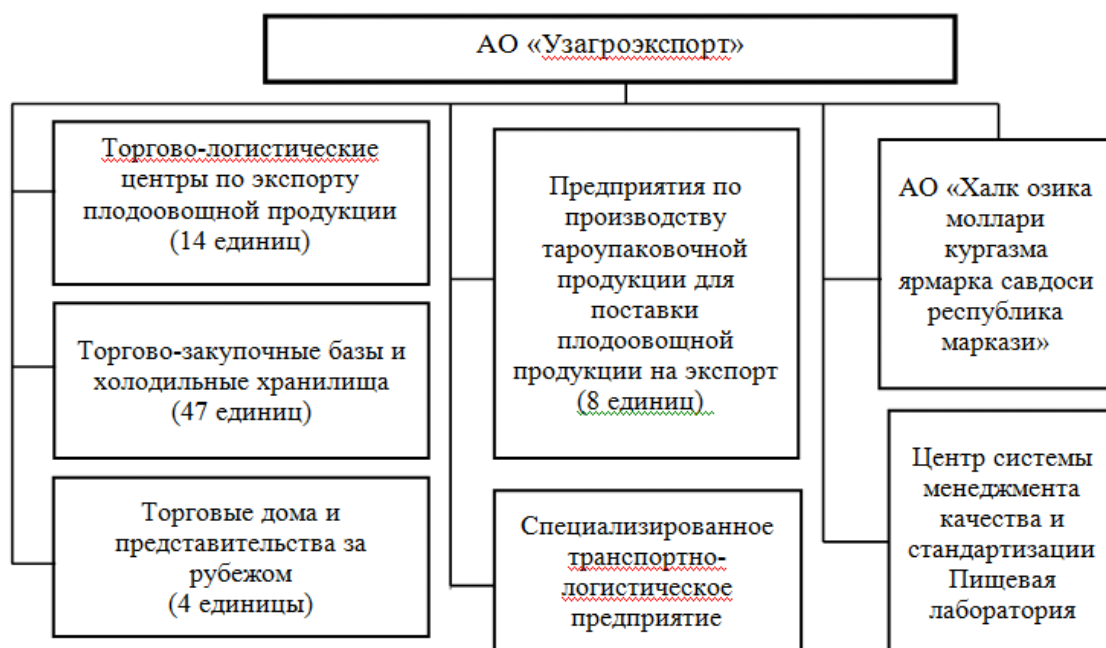 АО «Узагроэкспорт»
Торгово-логистические
центры по экспорту
плодоовощной продукции
(14 единиц)
Торгово-закупочные базы и
холодильные хранилища
(47 единиц)
Торговые дома и
представительства за
рубежом
(4 единицы)
Предприятия по
производству
тароупаковочной
продукции для
поставки
плодоовощной
продукции на экспорт
(8 единиц)
Специализированное
транспортно-
логистическое
предприятие
АО «Халк озика
моллари
кургазма
ярмарка савдоси
республика
маркази»
Центр системы
менеджмента
качества и
стандартизации
Пищевая
лаборатория